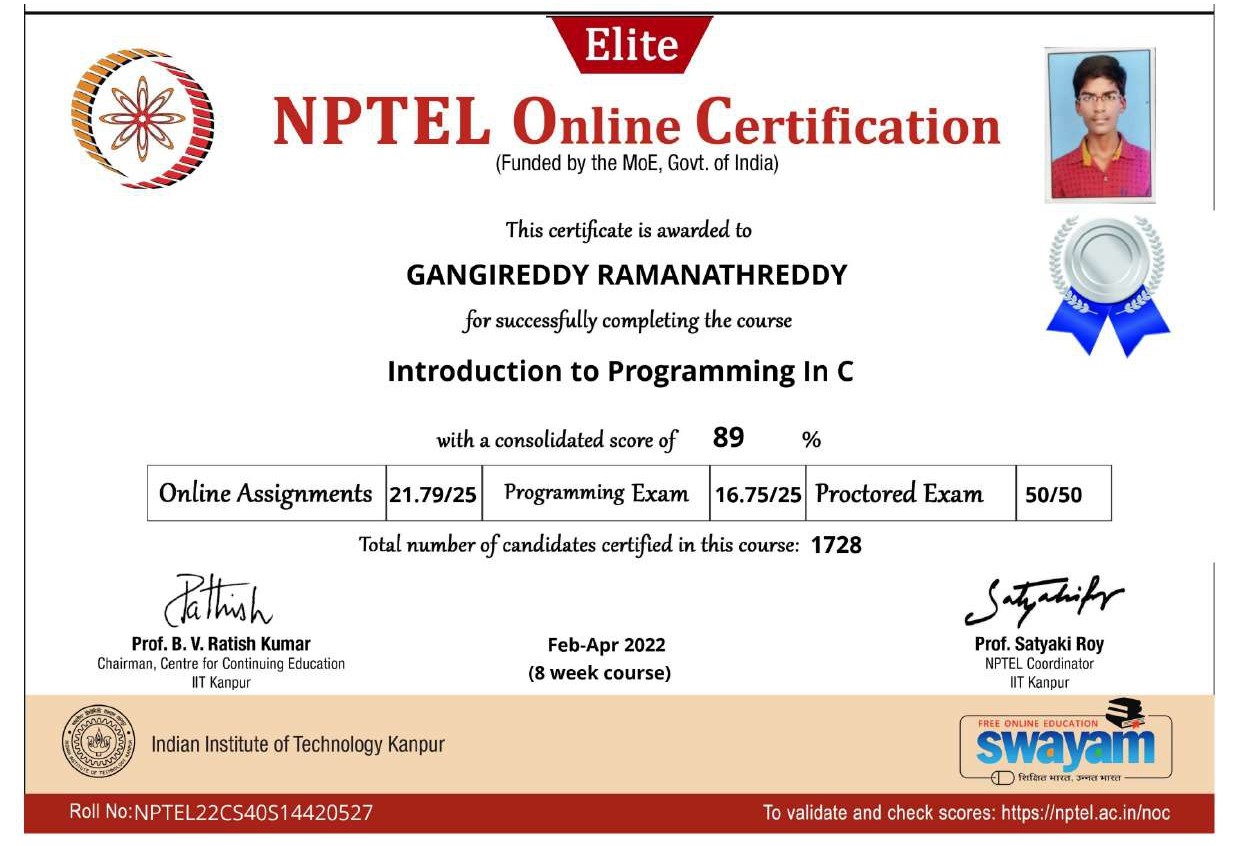 Elite
NPTEL Online Certification
(Funded by the MoE, Govt. of India)
This certificate is awarded to
GANGIREDDY RAMANATHREDDY
for successfully completing the course
Introduction to Programming In C
with a consolidated score of 89 %
Online Assignments 21.79/25 Programming Exam 16.75/25 Proctored Exam 50/50
Total number of candidates certified in this course: 1728
Prof. B. V. Ratish Kumar
Chairman, Centre for Continuing Education
IIT Kanpur
Feb-Apr 2022
(8 week course)
Prof. Satyaki Roy
NPTEL Coordinator
IIT Kanpur
Indian Institute of Technology Kanpur
FREE ONLINE EDUCATION
swayam
शिक्षित भारत, उन्नत भारत
Roll No:NPTEL22CS40S14420527
To validate and check scores: https://nptel.ac.in/noc